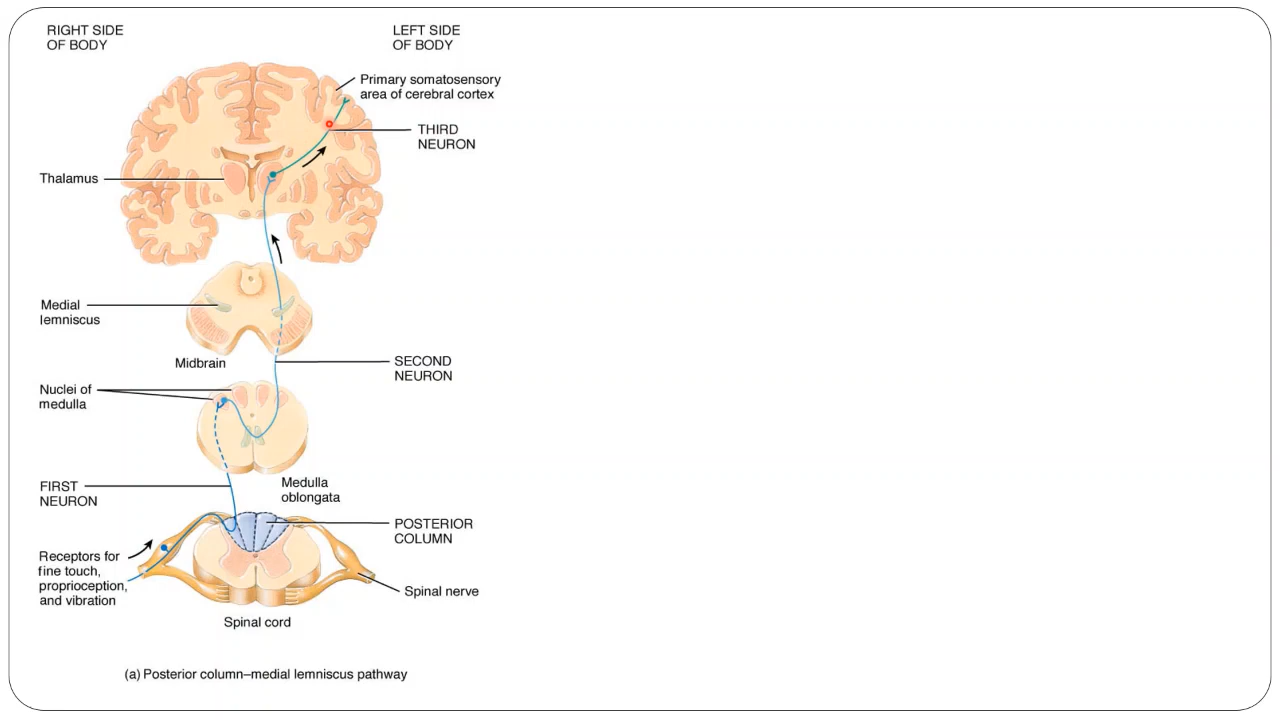 RIGHT SIDE
OF BODY
LEFT SIDE
OF BODY
Primary somatosensory
area of cerebral cortex
THIRD
NEURON
Thalamus
Medial
lemniscus
Midbrain
SECOND
NEURON
Nuclei of
medulla
FIRST
NEURON
Medulla
oblongata
POSTERIOR
COLUMN
Receptors for
fine touch,
proprioception,
and vibration
Spinal nerve
Spinal cord
(a) Posterior column–medial lemniscus pathway